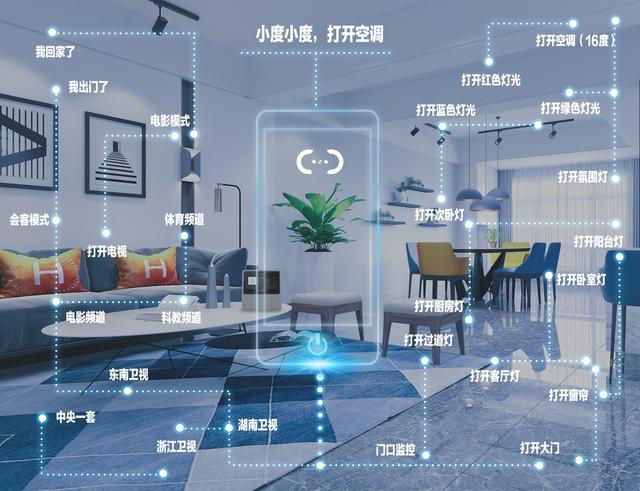 小度小度，打开空调
我回家了
打开空调（16度）
打开红色灯光
我出门了
打开绿色灯光
打开蓝色灯光
电影模式
打开氛围灯
会客模式
体育频道
打开次卧灯
打开电视
打开阳台灯
H
H
打开卧室灯
打开厨房灯
电影频道
科教频道
打开过道灯
东南卫视
打开客厅灯
打开窗帘
中央一套
湖南卫视
浙江卫视
门口监控
打开大门